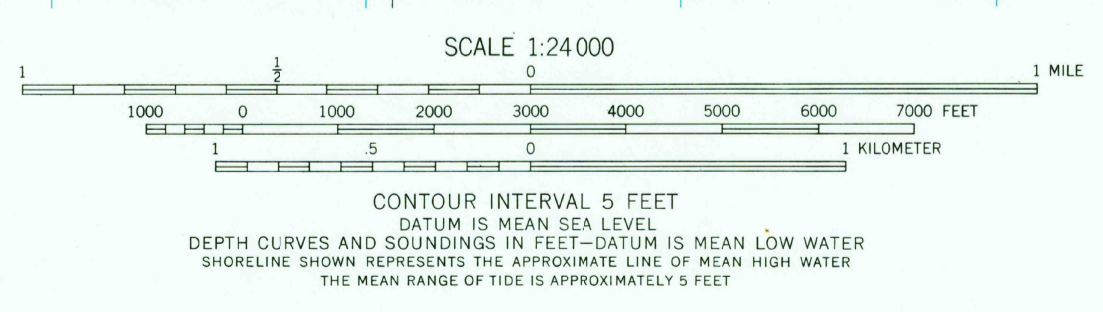 SCALE 1:24 000
1 1/2 0 1 MILE
1000 0 1000 2000 3000 4000 5000 6000 7000 FEET
1 .5 0 1 KILOMETER
CONTOUR INTERVAL 5 FEET
DATUM IS MEAN SEA LEVEL
DEPTH CURVES AND SOUNDINGS IN FEET—DATUM IS MEAN LOW WATER
SHORELINE SHOWN REPRESENTS THE APPROXIMATE LINE OF MEAN HIGH WATER
THE MEAN RANGE OF TIDE IS APPROXIMATELY 5 FEET